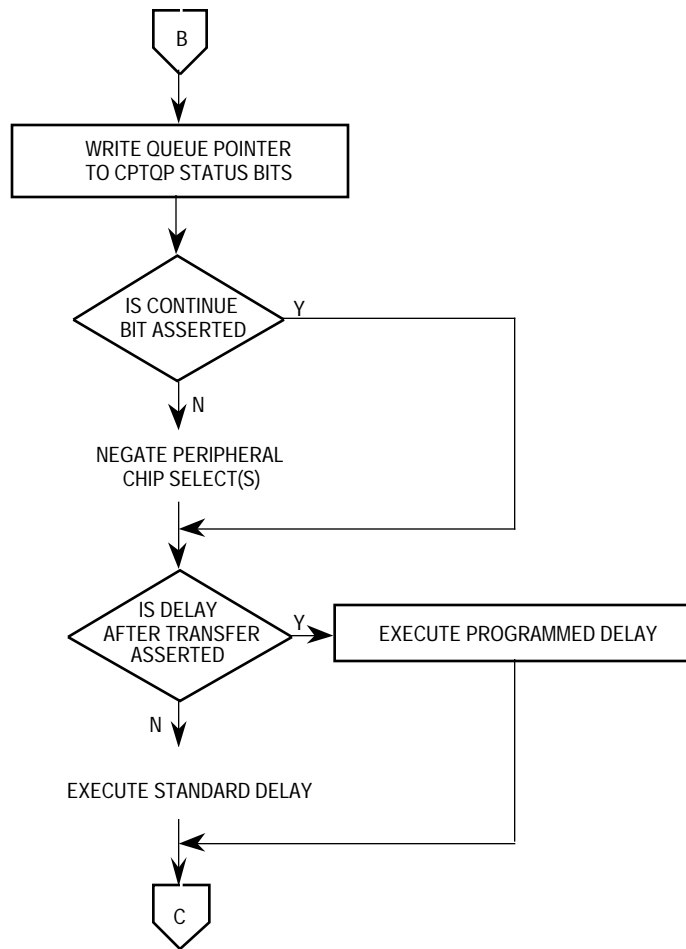 B
WRITE QUEUE POINTER
TO CPTQP STATUS BITS
IS CONTINUE
BIT ASSERTED
Y
N
NEGATE PERIPHERAL
CHIP SELECT(S)
IS DELAY
AFTER TRANSFER
ASSERTED
Y
EXECUTE PROGRAMMED DELAY
N
EXECUTE STANDARD DELAY
C